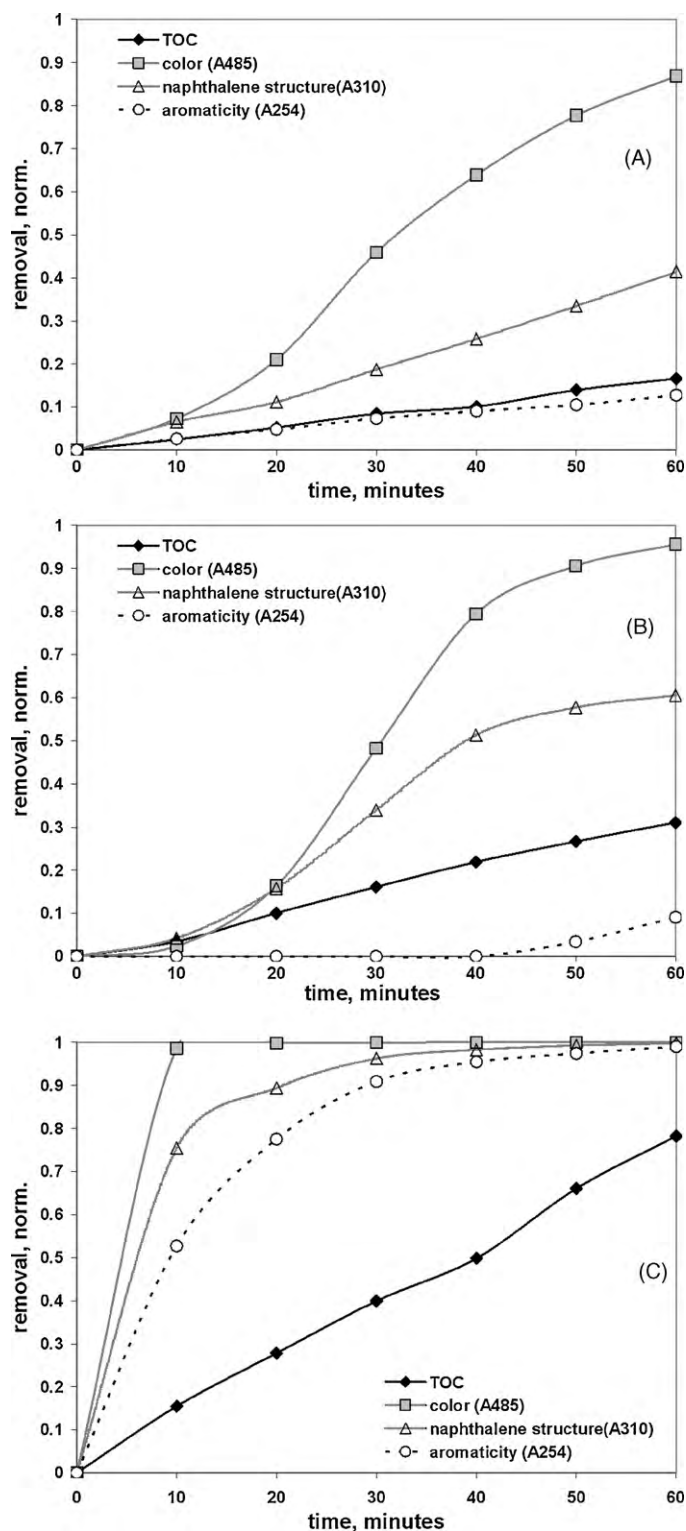 1
TOC
color (A485)
0.9
naphthalene structure(A310)
0.8
aromaticity (A254)
0.7
(A)
0.6
removal, norm.
0.5
0.4
0.3
0.2
0.1
0
0 10 20 30 40 50 60
time, minutes
1
TOC
color (A485)
0.9
naphthalene structure(A310)
0.8
aromaticity (A254)
0.7
(B)
0.6
removal, norm.
0.5
0.4
0.3
0.2
0.1
0
0 10 20 30 40 50 60
time, minutes
1
0.9
0.8
0.7
0.6
removal, norm.
0.5
(C)
0.4
0.3
0.2
TOC
color (A485)
0.1
naphthalene structure(A310)
aromaticity (A254)
0
0 10 20 30 40 50 60
time, minutes